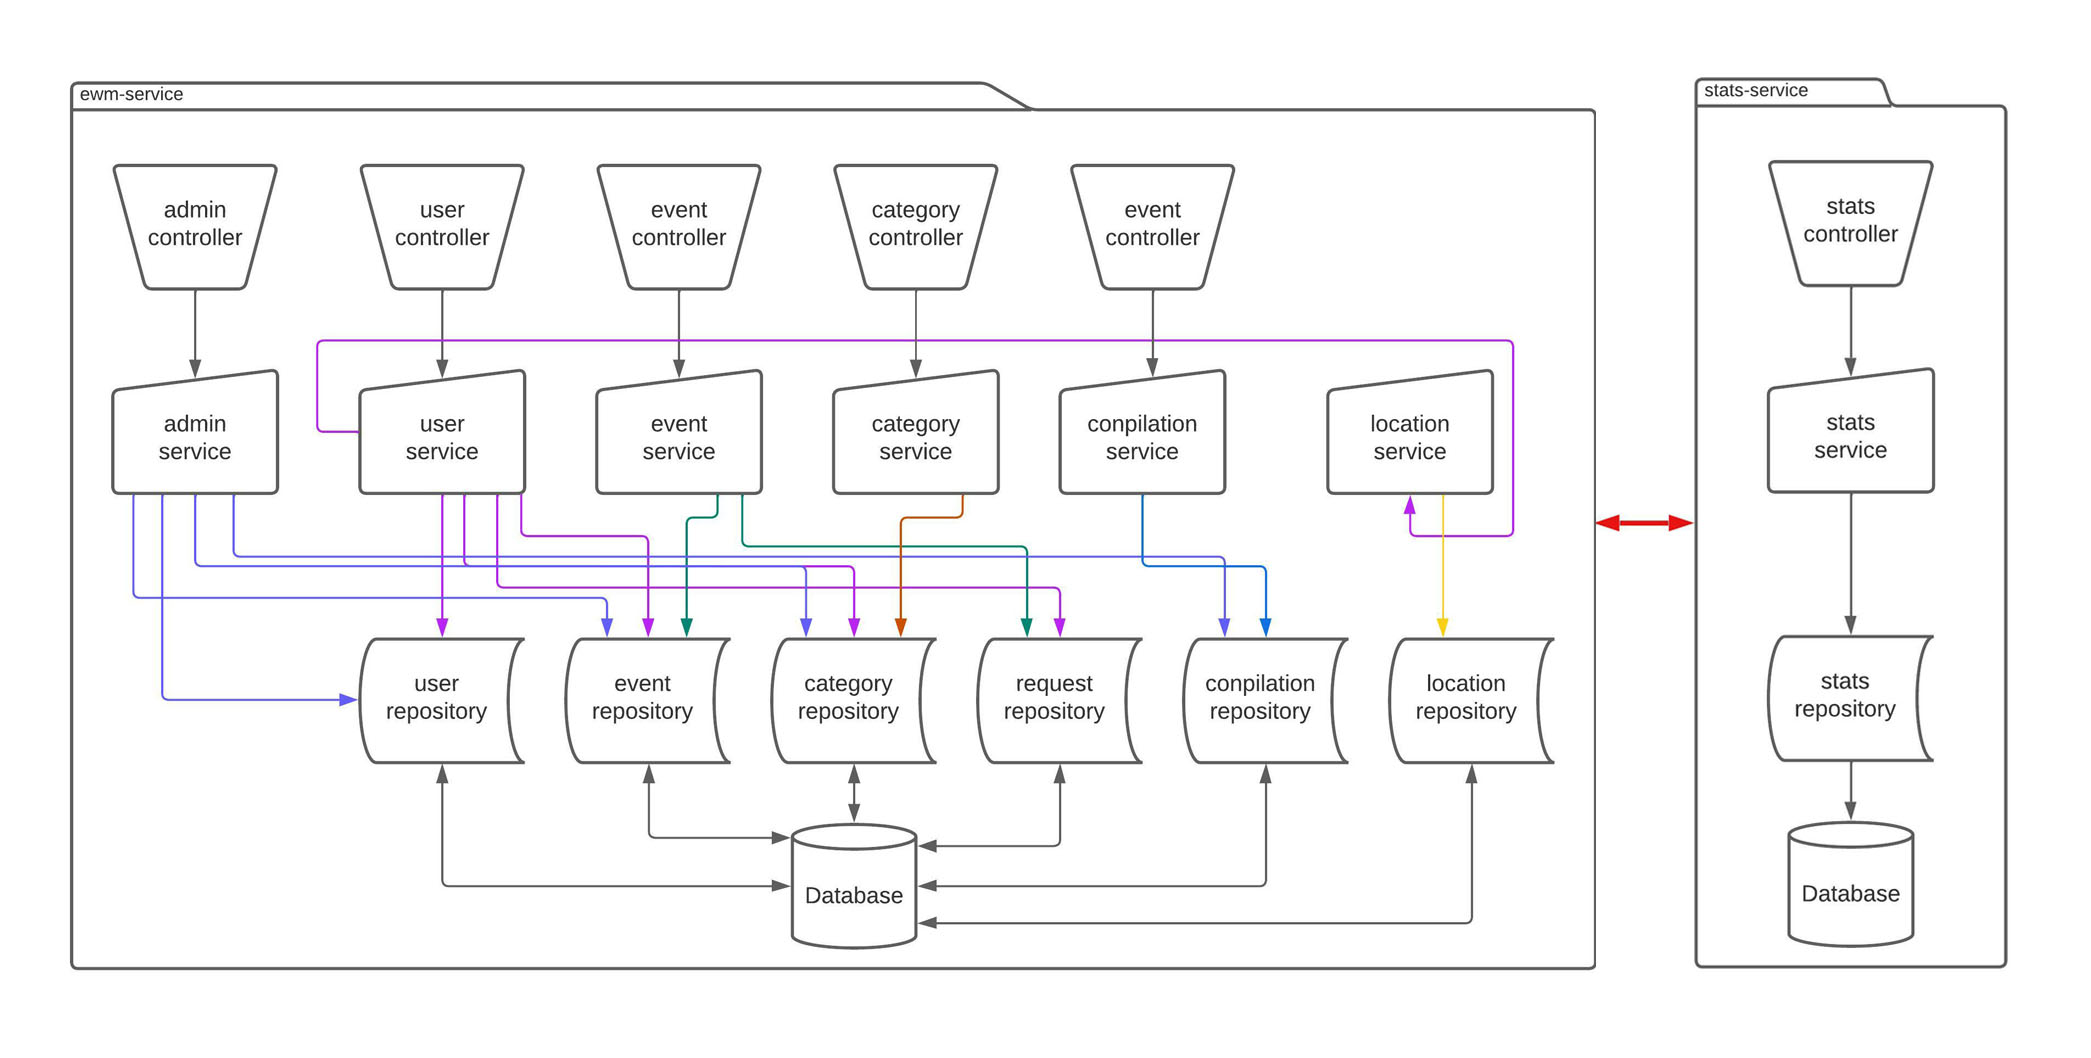 ewm-service
stats-service
admin
controller
user
controller
event
controller
category
controller
event
controller
stats
controller
admin
service
user
service
event
service
category
service
conpilation
service
location
service
stats
service
user
repository
event
repository
category
repository
request
repository
conpilation
repository
location
repository
stats
repository
Database
Database